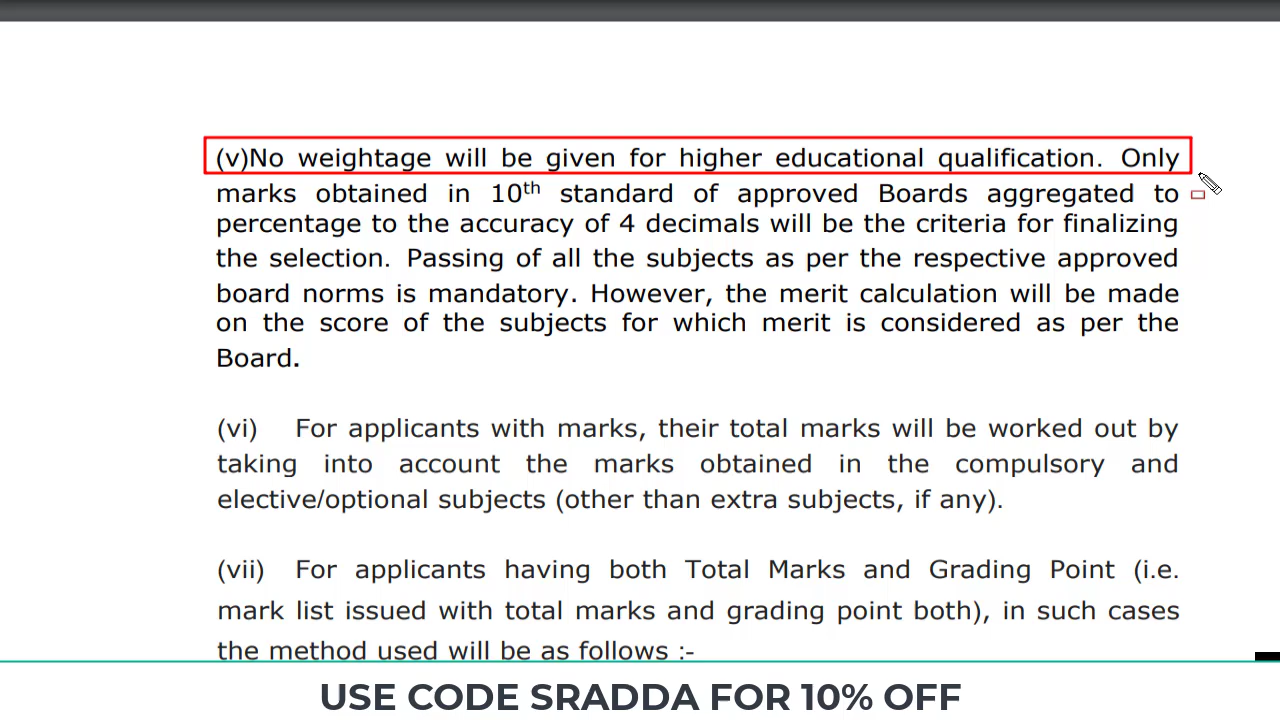 (v)No weightage will be given for higher educational qualification. Only
marks obtained in 10th standard of approved Boards aggregated to
percentage to the accuracy of 4 decimals will be the criteria for finalizing
the selection. Passing of all the subjects as per the respective approved
board norms is mandatory. However, the merit calculation will be made
on the score of the subjects for which merit is considered as per the
Board.
(vi) For applicants with marks, their total marks will be worked out by
taking into account the marks obtained in the compulsory and
elective/optional subjects (other than extra subjects, if any).
(vii) For applicants having both Total Marks and Grading Point (i.e.
mark list issued with total marks and grading point both), in such cases
the method used will be as follows :-
USE CODE SRADDA FOR 10% OFF